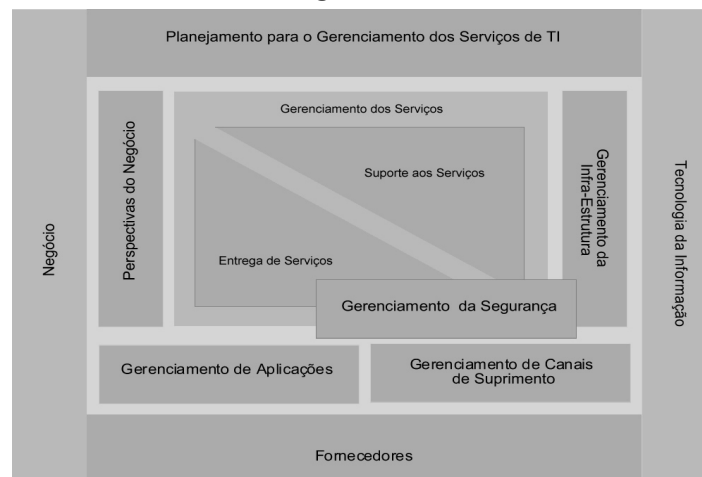 Planejamento para o Gerenciamento dos Serviços de TI
Negócio
Perspectivas do Negócio
Gerenciamento dos Serviços
Suporte aos Serviços
Entrega de Serviços
Gerenciamento da
Infra-Estrutura
Tecnologia da Informação
Gerenciamento da Segurança
Gerenciamento de Aplicações
Gerenciamento de Canais
de Suprimento
Fornecedores